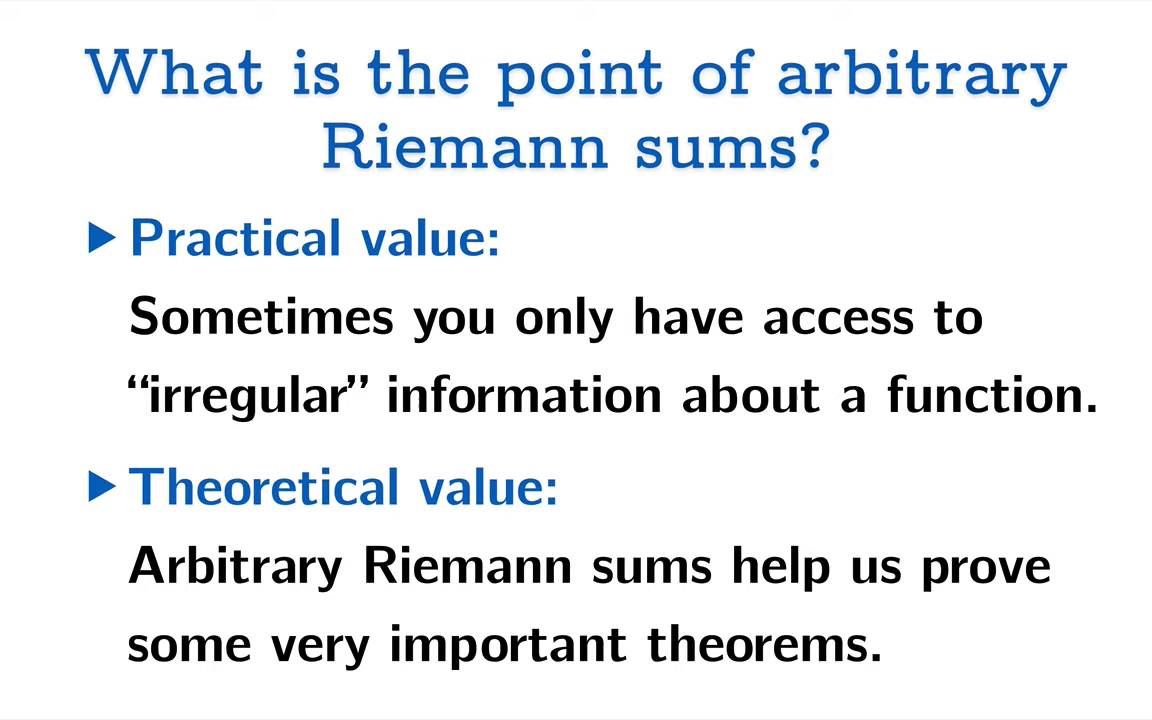 What is the point of arbitrary
Riemann sums?
▶ Practical value:
Sometimes you only have access to
“irregular” information about a function.
▶ Theoretical value:
Arbitrary Riemann sums help us prove
some very important theorems.